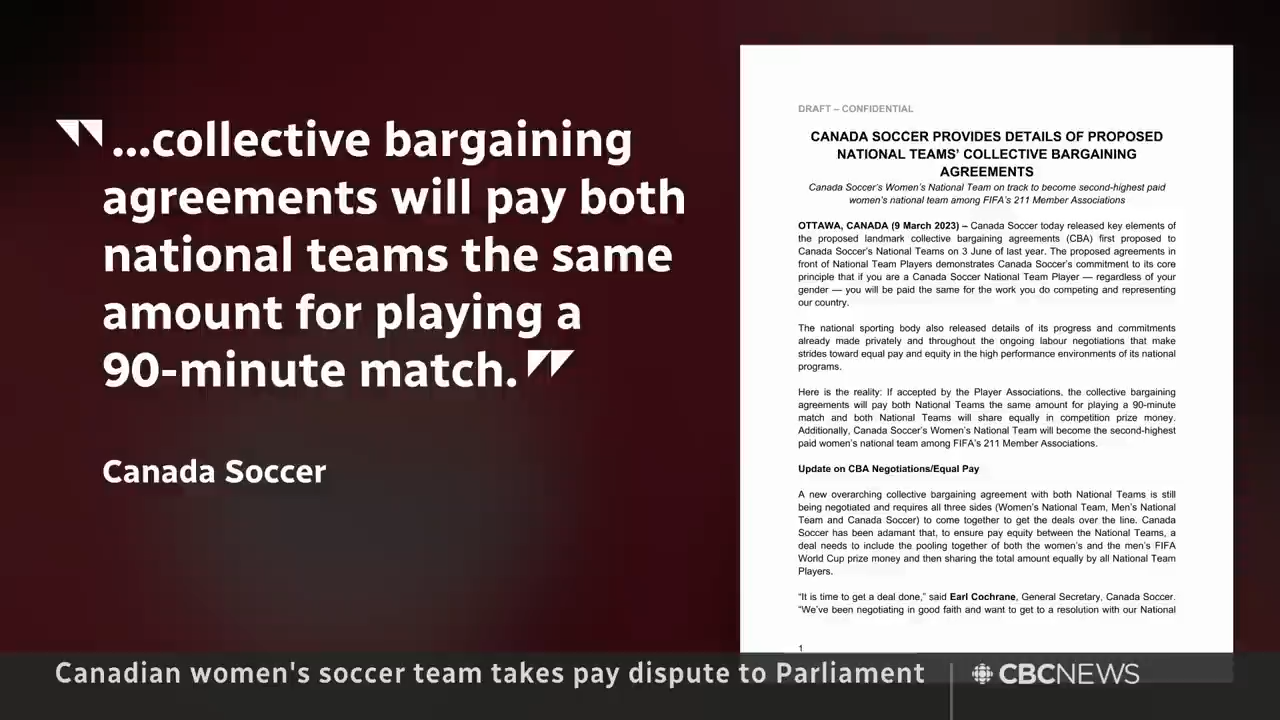 ...collective bargaining
agreements will pay both
national teams the same
amount for playing a
90-minute match.
Canada Soccer
DRAFT – CONFIDENTIAL
CANADA SOCCER PROVIDES DETAILS OF PROPOSED
NATIONAL TEAMS' COLLECTIVE BARGAINING
AGREEMENTS
Canada Soccer's Women's National Team on track to become second-highest paid
women's national team among FIFA's 211 Member Associations
OTTAWA, CANADA (9 March 2023) – Canada Soccer today released key elements of
the proposed landmark collective bargaining agreements (CBA) first proposed to
Canada Soccer's National Teams on 3 June of last year. The proposed agreements in
front of National Team Players demonstrates Canada Soccer's commitment to its core
principle that if you are a Canada Soccer National Team Player — regardless of your
gender — you will be paid the same for the work you do competing and representing
our country.
The national sporting body also released details of its progress and commitments
already made privately and throughout the ongoing labour negotiations that make
strides toward equal pay and equity in the high performance environments of its national
programs.
Here is the reality: If accepted by the Player Associations, the collective bargaining
agreements will pay both National Teams the same amount for playing a 90-minute
match and both National Teams will share equally in competition prize money.
Additionally, Canada Soccer's Women's National Team will become the second-highest
paid women's national team among FIFA's 211 Member Associations.
Update on CBA Negotiations/Equal Pay
A new overarching collective bargaining agreement with both National Teams is still
being negotiated and requires all three sides (Women's National Team, Men's National
Team and Canada Soccer) to come together to get the deals over the line. Canada
Soccer has been adamant that, to ensure pay equity between the National Teams, a
deal needs to include the pooling together of both the women's and the men's FIFA
World Cup prize money and then sharing the total amount equally by all National Team
Players.
"It is time to get a deal done," said Earl Cochrane, General Secretary, Canada Soccer.
"We've been negotiating in good faith and want to get to a resolution with our National
1
Canadian women's soccer team takes pay dispute to Parliament
CBCNEWS